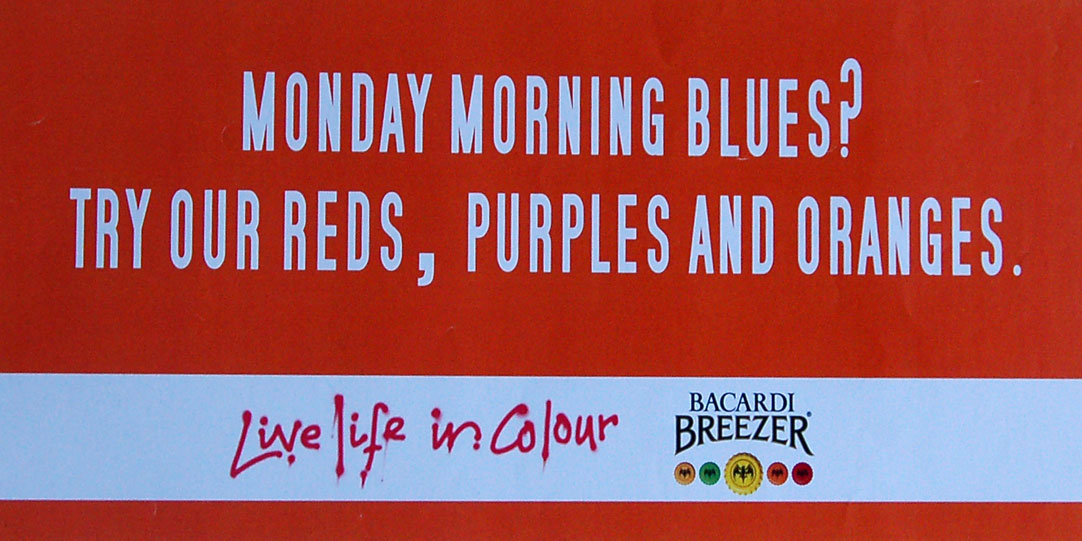 MONDAY MORNING BLUES?
TRY OUR REDS, PURPLES AND ORANGES.
Live life in Colour
BACARDI
BREEZER®